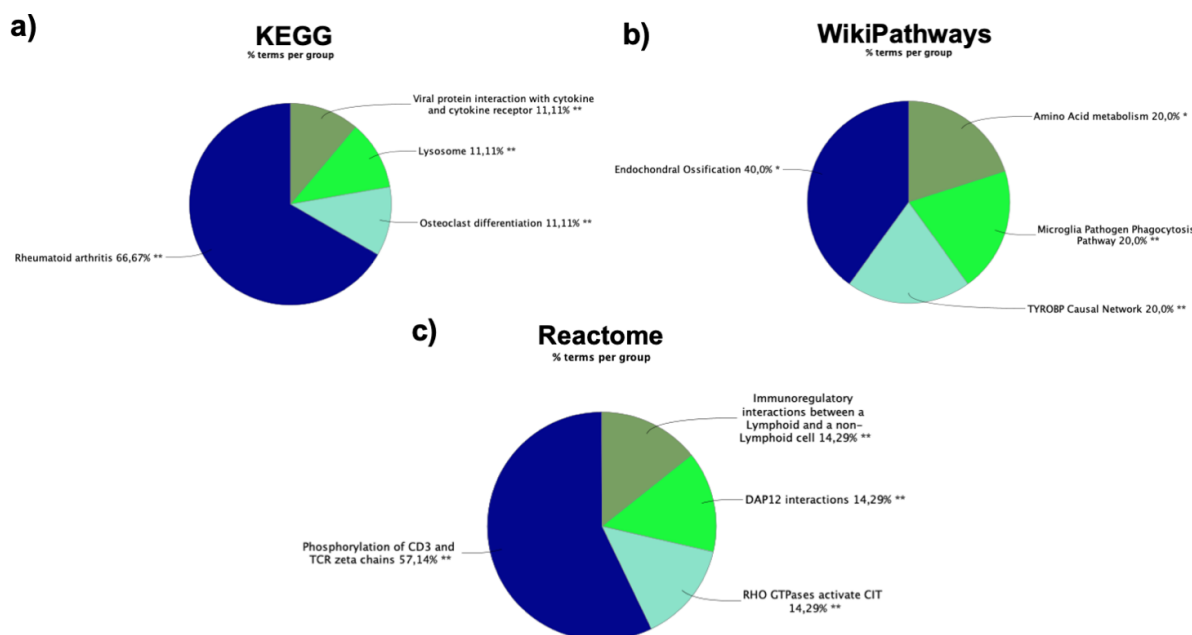 a)
KEGG
% terms per group
Viral protein interaction with cytokine
and cytokine receptor 11,11% **
Lysosome 11,11% **
Osteoclast differentiation 11,11% **
Rheumatoid arthritis 66,67% **
b)
WikiPathways
% terms per group
Amino Acid metabolism 20,0% *
Endochondral Ossification 40,0% *
Microglia Pathogen Phagocytosis
Pathway 20,0% **
TYROBP Causal Network 20,0% **
c)
Reactome
% terms per group
Immunoregulatory
interactions between a
Lymphoid and a non-
Lymphoid cell 14,29% **
DAP12 interactions 14,29% **
Phosphorylation of CD3 and
TCR zeta chains 57,14% **
RHO GTPases activate CIT
14,29% **